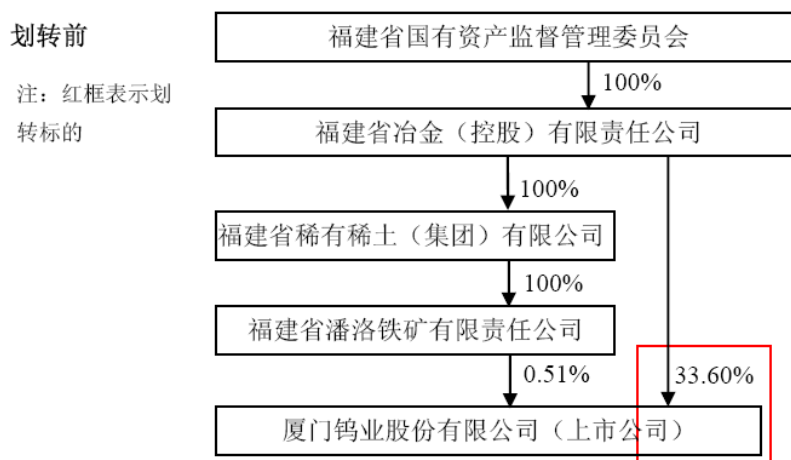 划转前
注：红框表示划
转标的
福建省国有资产监督管理委员会
100%
福建省冶金（控股）有限责任公司
100%
福建省稀有稀土（集团）有限公司
100%
福建省潘洛铁矿有限责任公司
0.51%
33.60%
厦门钨业股份有限公司（上市公司）